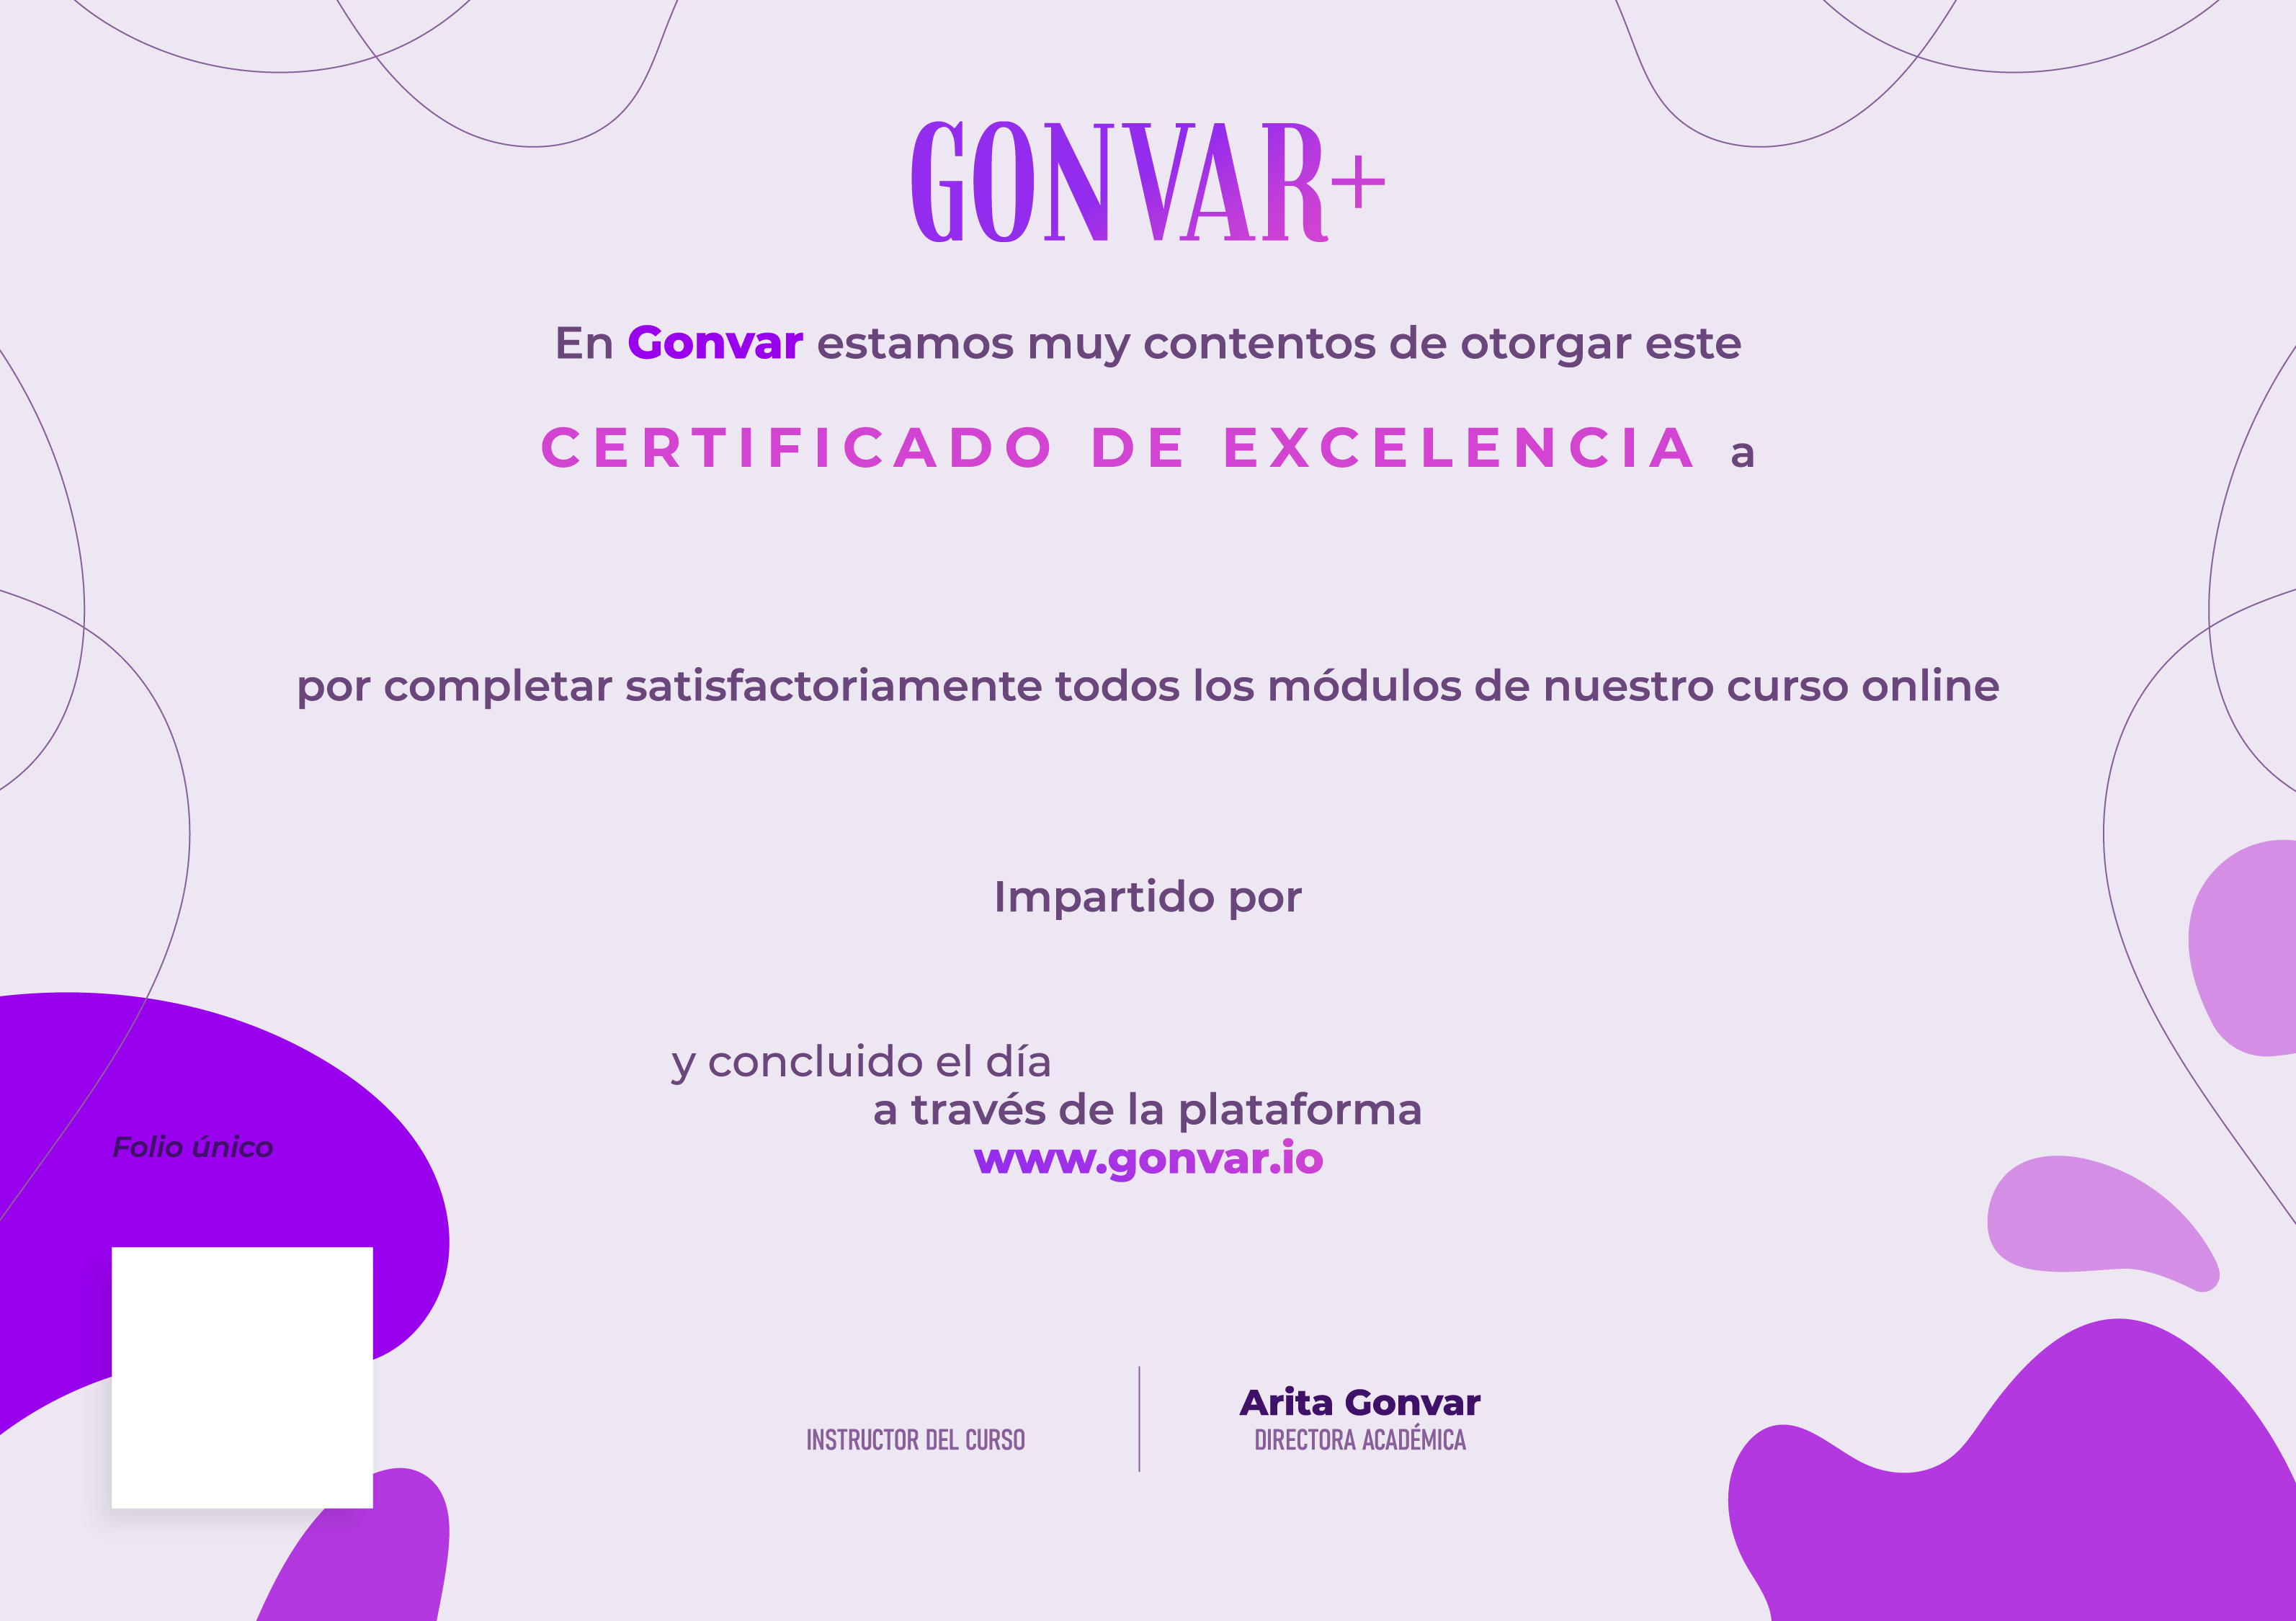 GONVAR+
En Gonvar estamos muy contentos de otorgar este
CERTIFICADO DE EXCELENCIA a
por completar satisfactoriamente todos los módulos de nuestro curso online
Impartido por
y concluido el día
a través de la plataforma
www.gonvar.io
Folio único
INSTRUCTOR DEL CURSO
Arita Gonvar
DIRECTORA ACADÉMICA